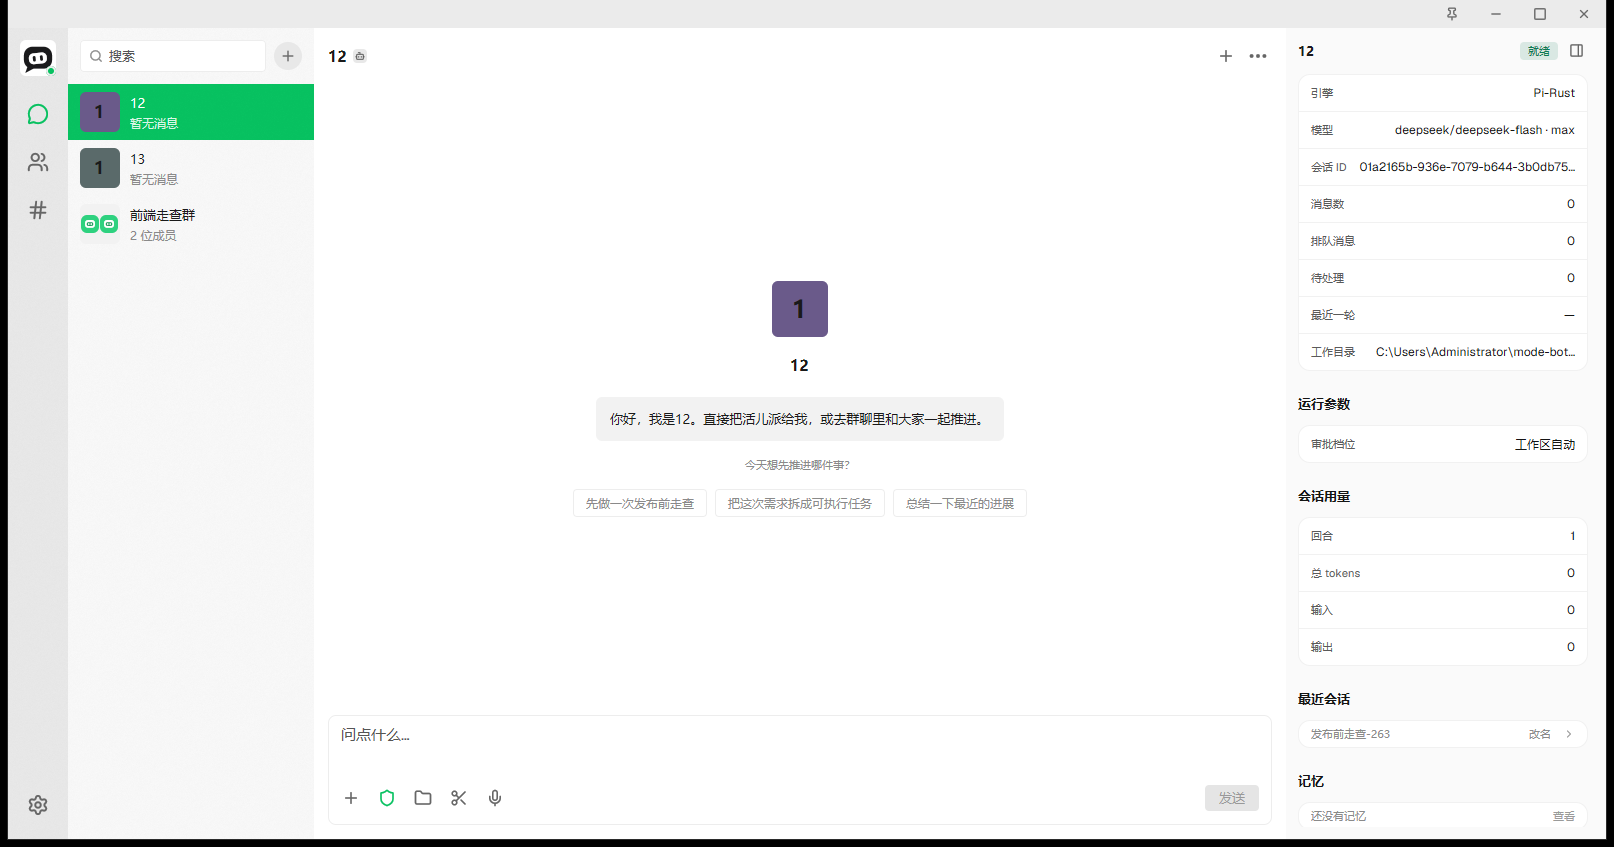 搜索
1
12
暂无消息
1
13
暂无消息
前端走查群
2 位成员
12
1
12
你好，我是12。直接把活儿派给我，或去群聊里和大家一起推进。
今天想先推进哪件事？
先做一次发布前走查
把这次需求拆成可执行任务
总结一下最近的进展
问点什么...
发送
12
就绪
引擎 Pi-Rust
模型 deepseek/deepseek-flash · max
会话 ID 01a2165b-936e-7079-b644-3b0db75...
消息数 0
排队消息 0
待处理 0
最近一轮 —
工作目录 C:\Users\Administrator\mode-bot...
运行参数
审批档位 工作区自动
会话用量
回合 1
总 tokens 0
输入 0
输出 0
最近会话
发布前走查-263 改名
记忆
还没有记忆 查看